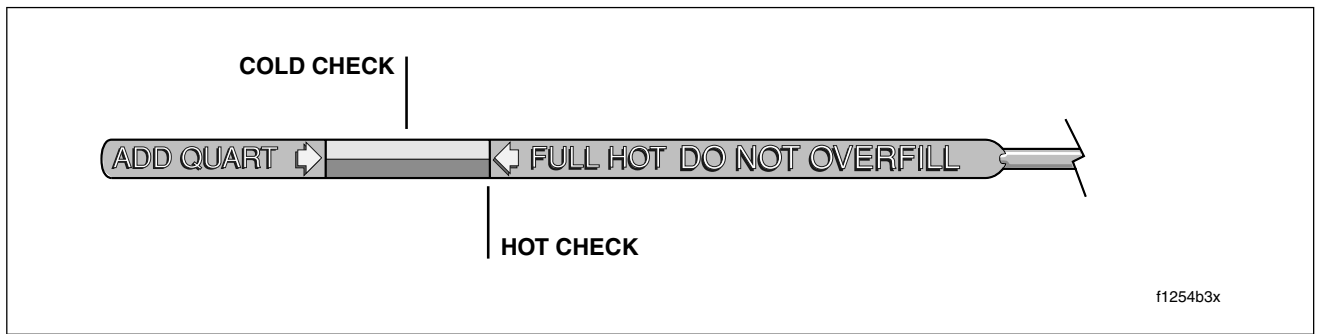 COLD CHECK
ADD QUART
FULL HOT DO NOT OVERFILL
HOT CHECK
f1254b3x